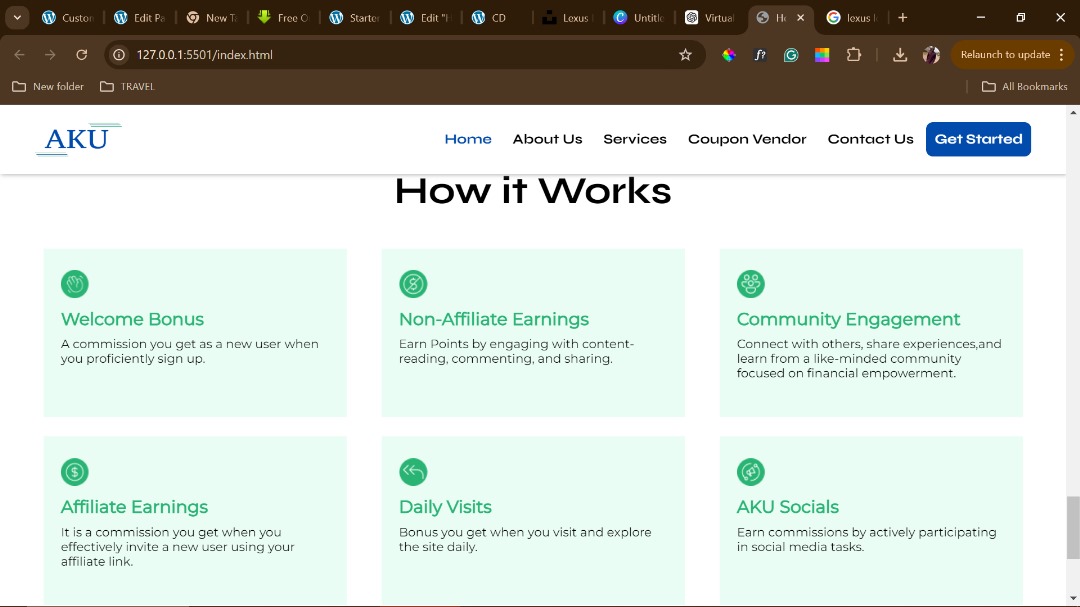 Custon
Edit Pa
New Ta
Free O
Starter
Edit "H
CD
Lexus
Untitle
Virtual
He
lexus l
127.0.0.1:5501/index.html
f?
Relaunch to update
New folder
TRAVEL
All Bookmarks
AKU
Home
About Us
Services
Coupon Vendor
Contact Us
Get Started
How it Works
Welcome Bonus
A commission you get as a new user when
you proficiently sign up.
Non-Affiliate Earnings
Earn Points by engaging with content-
reading, commenting, and sharing.
Community Engagement
Connect with others, share experiences,and
learn from a like-minded community
focused on financial empowerment.
Affiliate Earnings
It is a commission you get when you
effectively invite a new user using your
affiliate link.
Daily Visits
Bonus you get when you visit and explore
the site daily.
AKU Socials
Earn commissions by actively participating
in social media tasks.